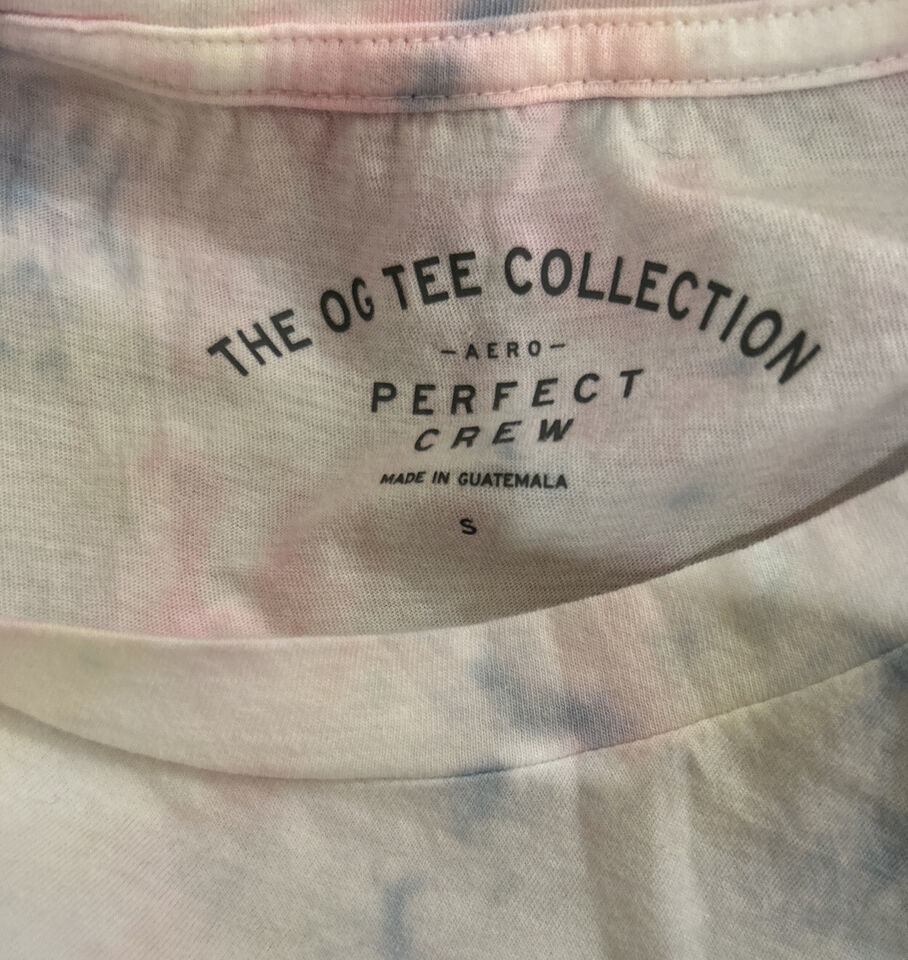 THE OG TEE COLLECTION
–AERO–
PERFECT
CREW
MADE IN GUATEMALA
S